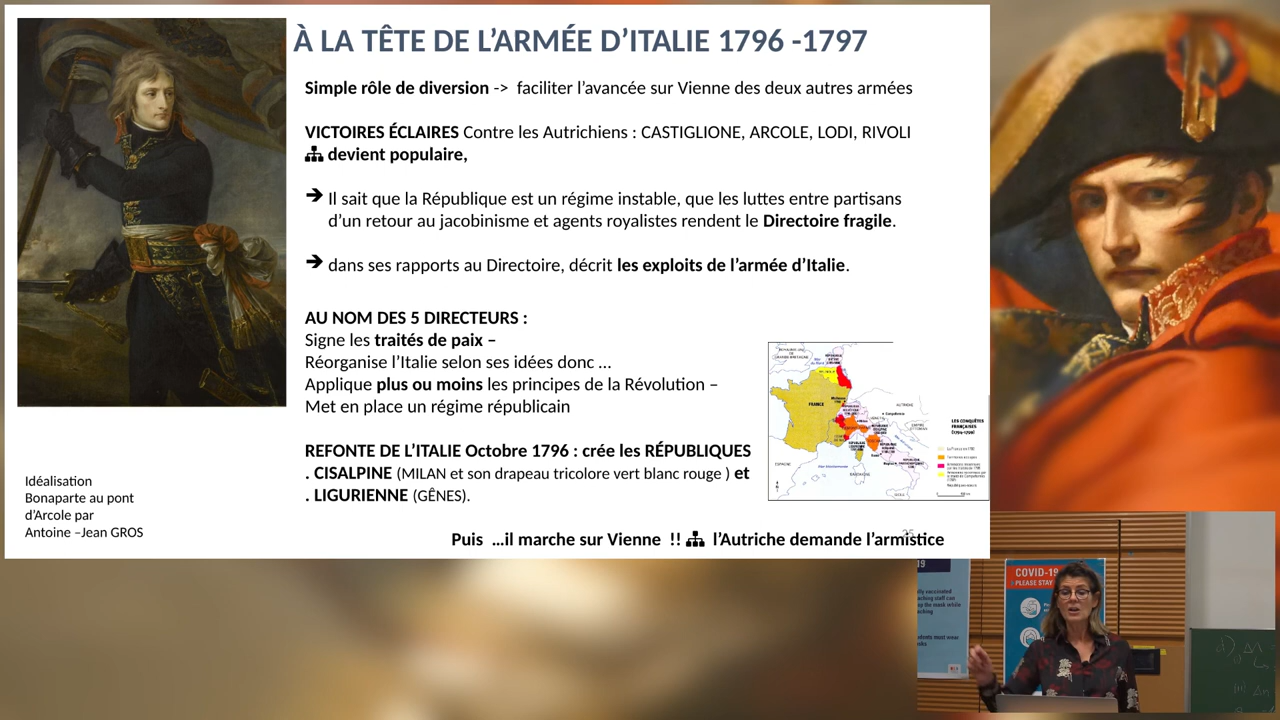 À LA TÊTE DE L’ARMÉE D’ITALIE 1796 -1797
Simple rôle de diversion -> faciliter l’avancée sur Vienne des deux autres armées
VICTOIRES ÉCLAIRES Contre les Autrichiens : CASTIGLIONE, ARCOLE, LODI, RIVOLI
devient populaire,
➔ Il sait que la République est un régime instable, que les luttes entre partisans
d’un retour au jacobinisme et agents royalistes rendent le Directoire fragile.
➔ dans ses rapports au Directoire, décrit les exploits de l’armée d’Italie.
AU NOM DES 5 DIRECTEURS :
Signe les traités de paix –
Réorganise l’Italie selon ses idées donc ...
Applique plus ou moins les principes de la Révolution –
Met en place un régime républicain
REFONTE DE L’ITALIE Octobre 1796 : crée les RÉPUBLIQUES
. CISALPINE (MILAN et son drapeau tricolore vert blanc rouge ) et
. LIGURIENNE (GÊNES).
Idéalisation
Bonaparte au pont
d’Arcole par
Antoine –Jean GROS
FRANCE
ESPAGNE
LES CONQUÊTES
FRANÇAISES
Puis ...il marche sur Vienne !! l’Autriche demande l’armistice
COVID-19
PLEASE STAY
19